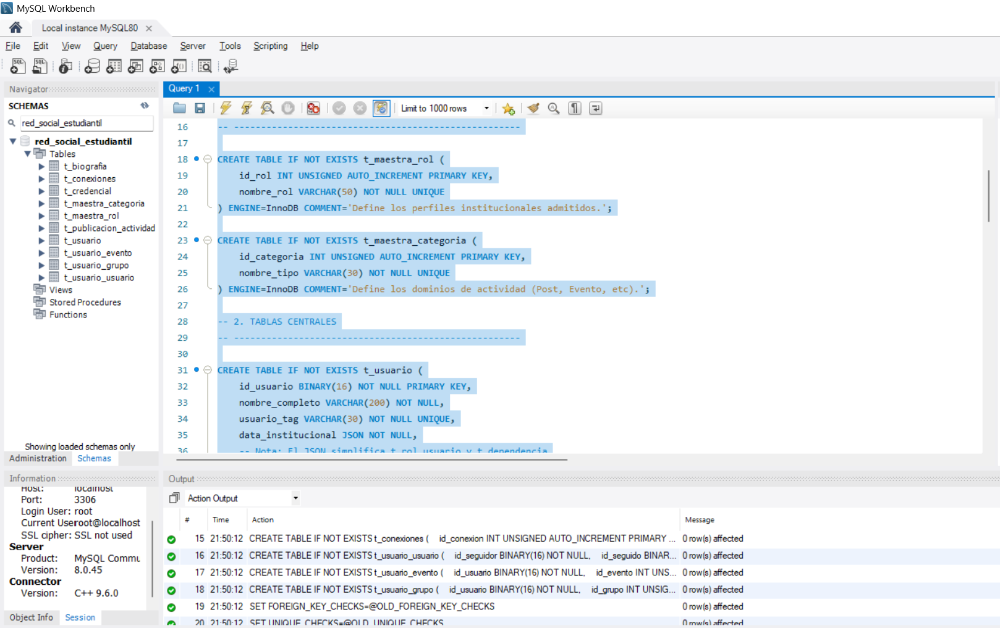 MySQL Workbench
Local instance MySQL80
File Edit View Query Database Server Tools Scripting Help
Navigator
SCHEMAS
red_social_estudiantil
red_social_estudiantil
Tables
t_biografia
t_conexiones
t_credencial
t_maestra_categoria
t_maestra_rol
t_publicacion_actividad
t_usuario
t_usuario_evento
t_usuario_grupo
t_usuario_usuario
Views
Stored Procedures
Functions
Showing loaded schemas only
Administration Schemas
Information
Host: localhost
Port: 3306
Login User: root
Current Useroot@localhost
SSL cipher: SSL not used
Server
Product: MySQL Commu
Version: 8.0.45
Connector
Version: C++ 9.6.0
Object Info Session
Query 1
Limit to 1000 rows
16 -- -----------------------------------------------------
17
18 CREATE TABLE IF NOT EXISTS t_maestra_rol (
19 id_rol INT UNSIGNED AUTO_INCREMENT PRIMARY KEY,
20 nombre_rol VARCHAR(50) NOT NULL UNIQUE
21 ) ENGINE=InnoDB COMMENT='Define los perfiles institucionales admitidos.';
22
23 CREATE TABLE IF NOT EXISTS t_maestra_categoria (
24 id_categoria INT UNSIGNED AUTO_INCREMENT PRIMARY KEY,
25 nombre_tipo VARCHAR(30) NOT NULL UNIQUE
26 ) ENGINE=InnoDB COMMENT='Define los dominios de actividad (Post, Evento, etc).';
27
28 -- 2. TABLAS CENTRALES
29 -- -----------------------------------------------------
30
31 CREATE TABLE IF NOT EXISTS t_usuario (
32 id_usuario BINARY(16) NOT NULL PRIMARY KEY,
33 nombre_completo VARCHAR(200) NOT NULL,
34 usuario_tag VARCHAR(30) NOT NULL UNIQUE,
35 data_institucional JSON NOT NULL,
36 -- Nota: El JSON simplifica t_rol_usuario y t_dependencia
Output
Action Output
# Time Action Message
15 21:50:12 CREATE TABLE IF NOT EXISTS t_conexiones ( id_conexion INT UNSIGNED AUTO_INCREMENT PRIMARY ... 0 row(s) affected
16 21:50:12 CREATE TABLE IF NOT EXISTS t_usuario_usuario ( id_seguidor BINARY(16) NOT NULL, id_seguido BINAR... 0 row(s) affected
17 21:50:12 CREATE TABLE IF NOT EXISTS t_usuario_evento ( id_usuario BINARY(16) NOT NULL, id_evento INT UNS... 0 row(s) affected
18 21:50:12 CREATE TABLE IF NOT EXISTS t_usuario_grupo ( id_usuario BINARY(16) NOT NULL, id_grupo INT UNSIG... 0 row(s) affected
19 21:50:12 SET FOREIGN_KEY_CHECKS=@OLD_FOREIGN_KEY_CHECKS 0 row(s) affected
20 21:50:12 SET UNIQUE_CHECKS=@OLD_UNIQUE_CHECKS 0 row(s) affected